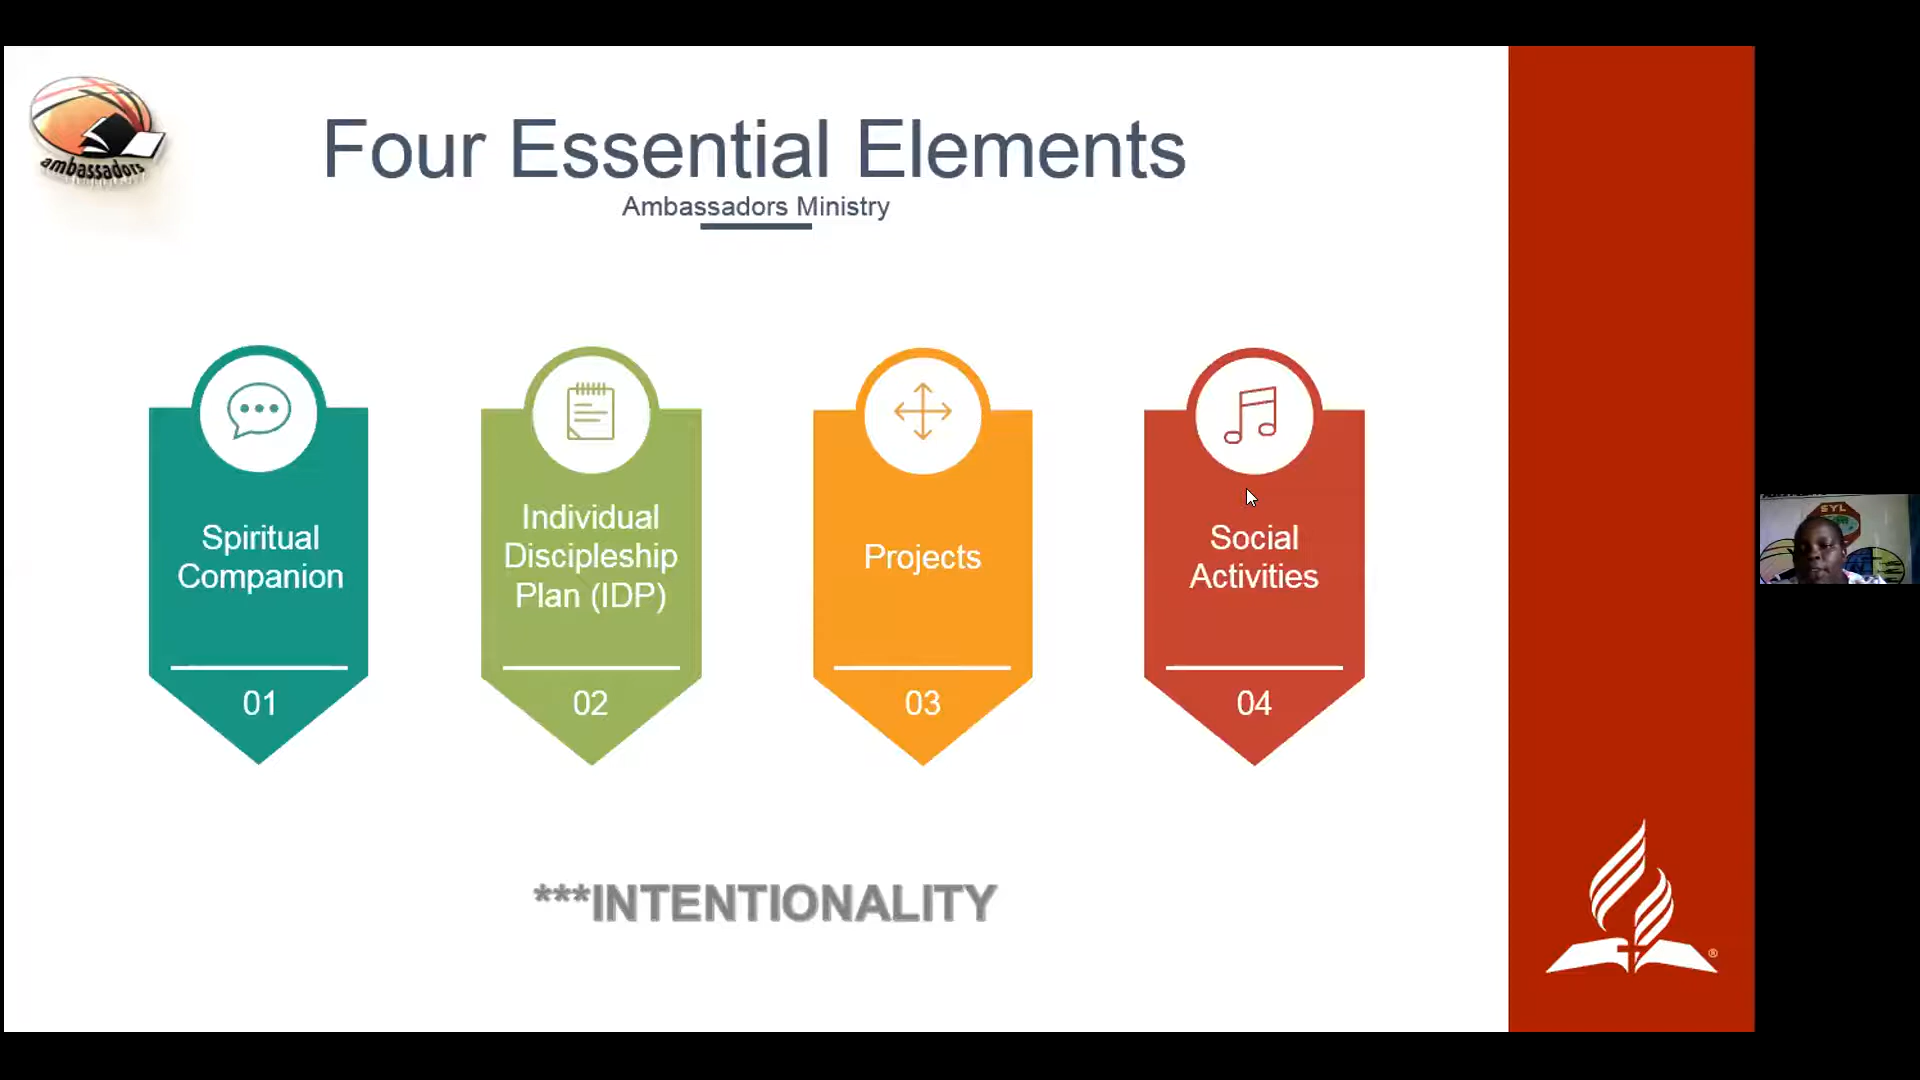 ambassadors
Four Essential Elements
Ambassadors Ministry
Spiritual
Companion
01
Individual
Discipleship
Plan (IDP)
02
Projects
03
Social
Activities
04
***INTENTIONALITY
®
SYL